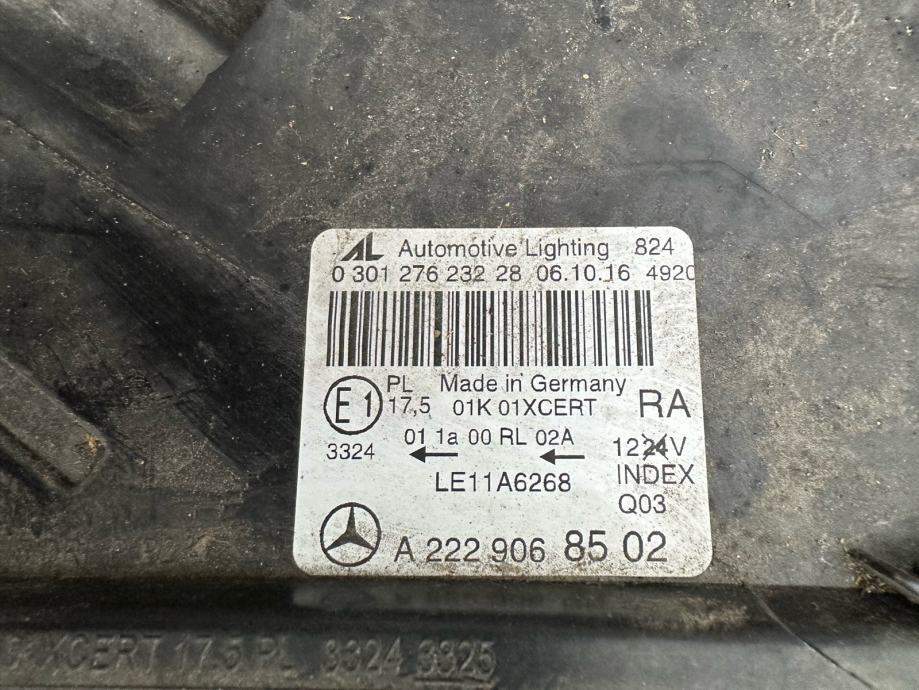 AL Automotive Lighting 824
0 301 276 232 28 06.10.16 4920
E1 PL Made in Germany
17,5 01K 01XCERT RA
01 1a 00 RL 02A
3324 1224V
LE11A6268 INDEX
Q03
A 222 906 85 02
XCERT 17.5 PL 3324 3325